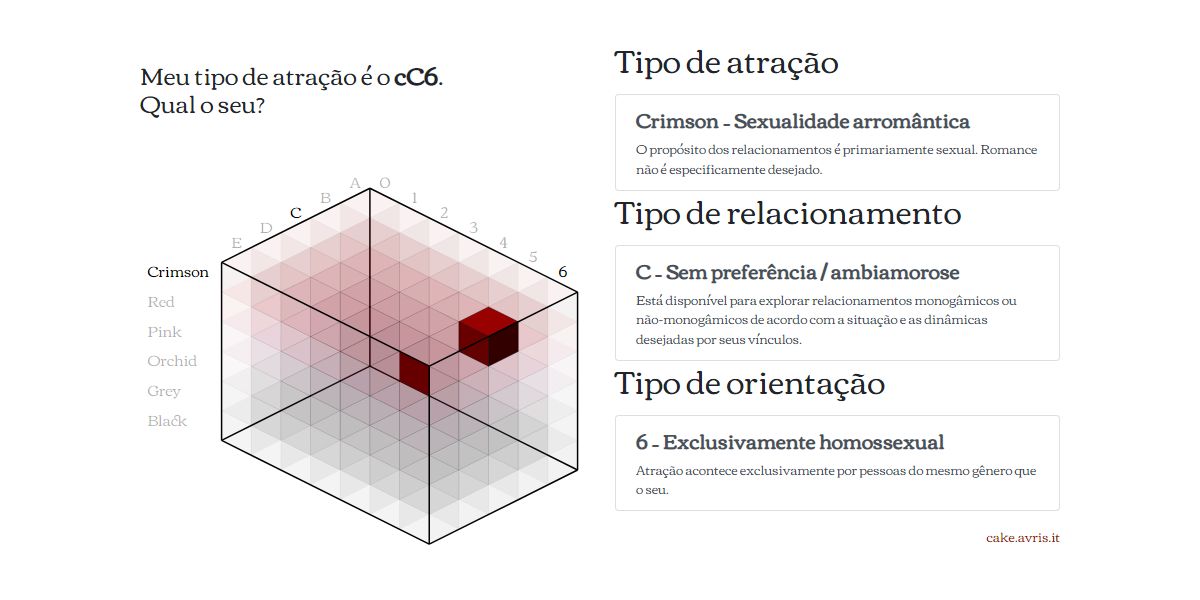 Meu tipo de atração é o cC6.
Qual o seu?
A 0
B 1
C 2
D 3
E 4
5
6
Crimson
Red
Pink
Orchid
Grey
Black
Tipo de atração
Crimson – Sexualidade arromântica
O propósito dos relacionamentos é primariamente sexual. Romance
não é especificamente desejado.
Tipo de relacionamento
C – Sem preferência / ambiamorose
Está disponível para explorar relacionamentos monogâmicos ou
não-monogâmicos de acordo com a situação e as dinâmicas
desejadas por seus vínculos.
Tipo de orientação
6 – Exclusivamente homossexual
Atração acontece exclusivamente por pessoas do mesmo gênero que
o seu.
cake.avris.it